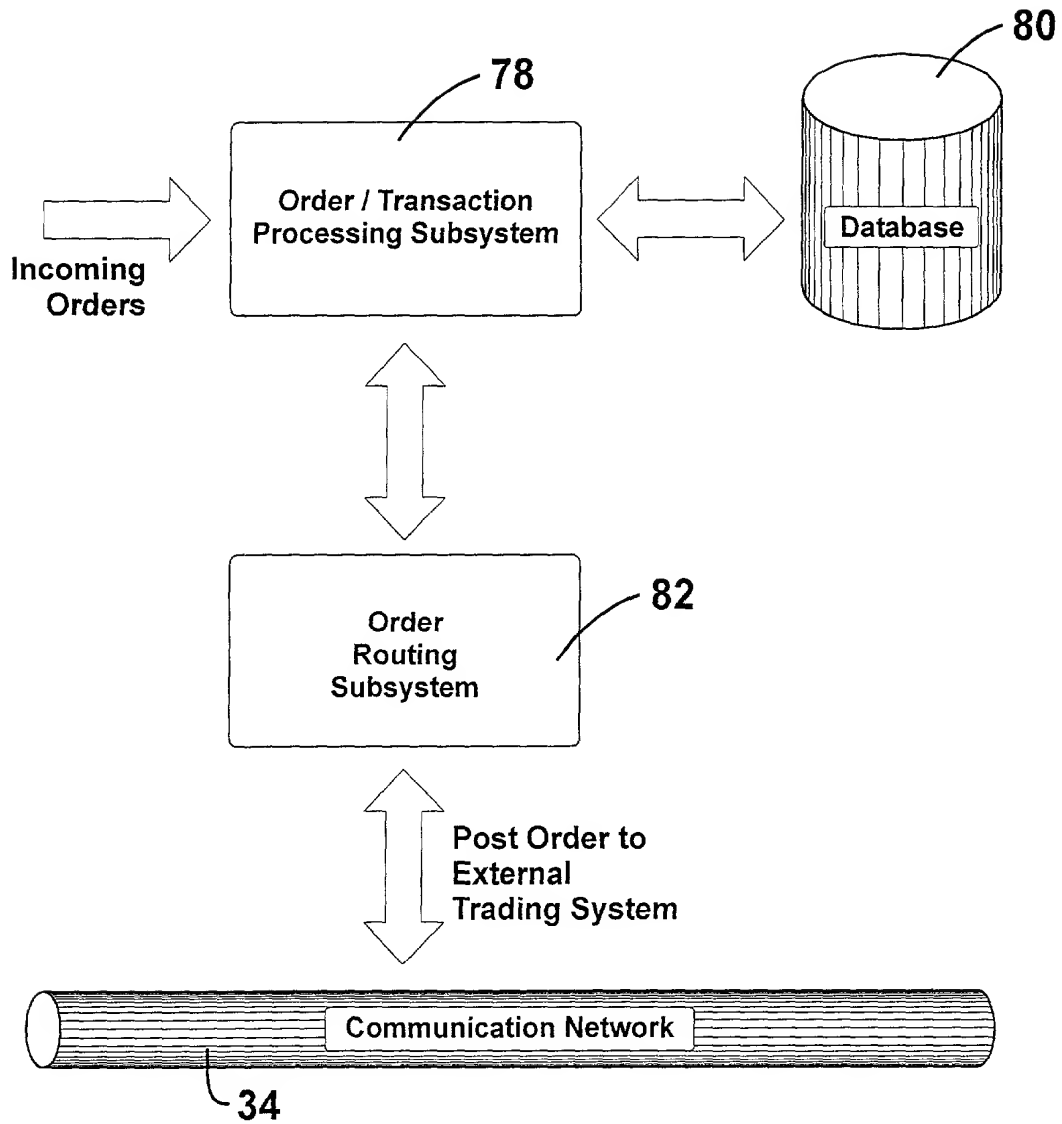 80
78
Order / Transaction
Processing Subsystem
Database
Incoming
Orders
82
Order
Routing
Subsystem
Post Order to
External
Trading System
Communication Network
34